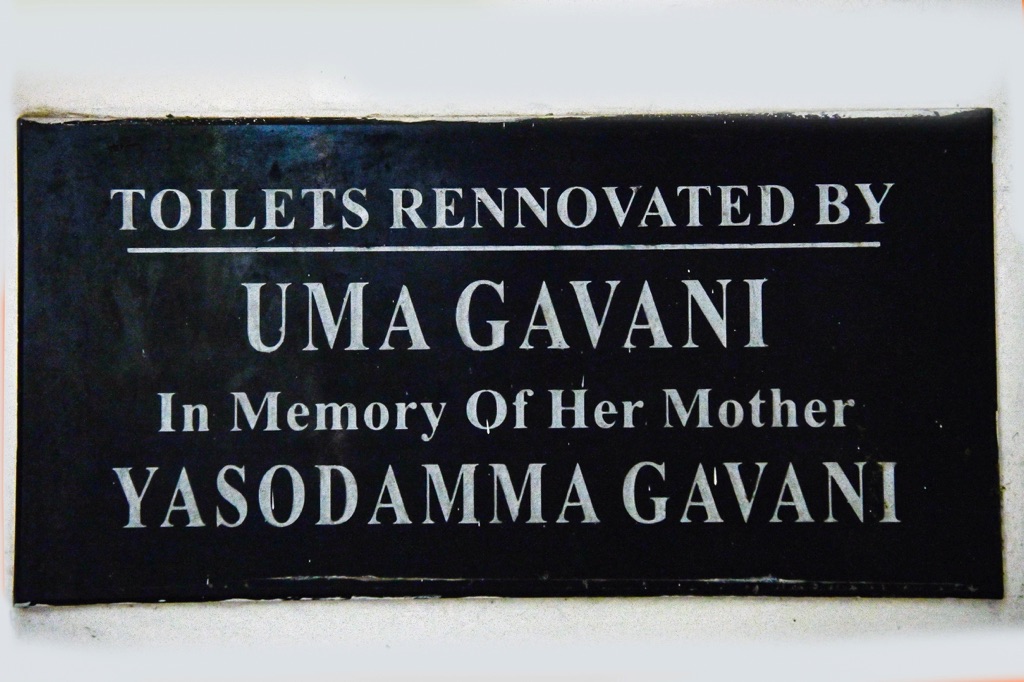 TOILETS RENNOVATED BY
UMA GAVANI
In Memory Of Her Mother
YASODAMMA GAVANI